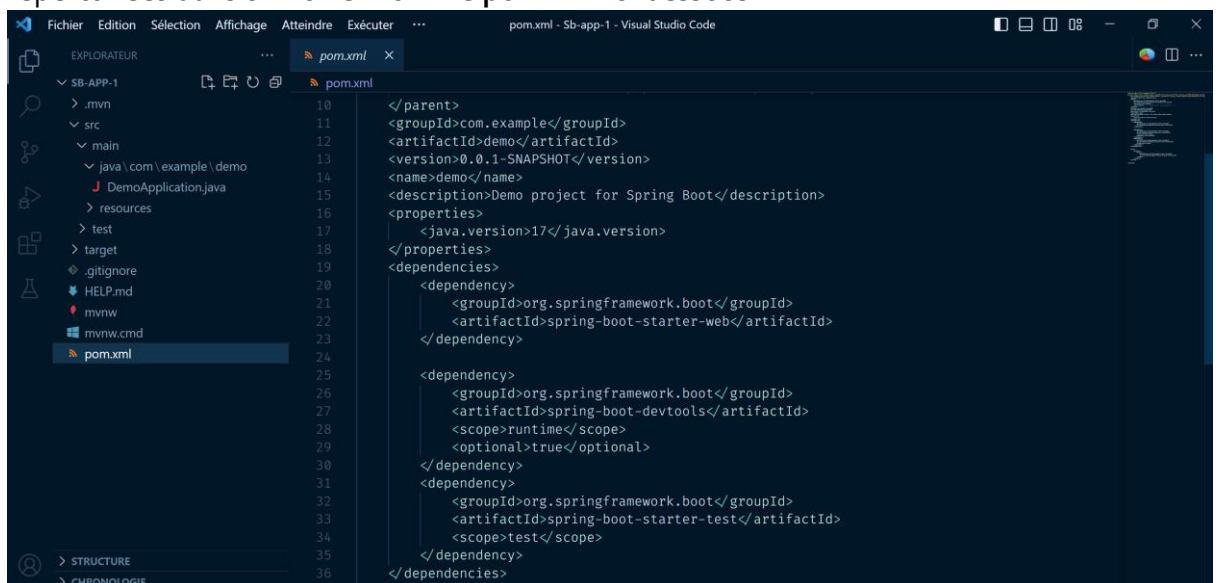 Fichier Edition Sélection Affichage Atteindre Exécuter ··· pom.xml - Sb-app-1 - Visual Studio Code
EXPLORATEUR ···
SB-APP-1
.mvn
src
main
java\com\example\demo
J DemoApplication.java
resources
test
target
.gitignore
HELP.md
mvnw
mvnw.cmd
pom.xml
STRUCTURE
pom.xml ×
pom.xml
10 </parent>
11 <groupId>com.example</groupId>
12 <artifactId>demo</artifactId>
13 <version>0.0.1-SNAPSHOT</version>
14 <name>demo</name>
15 <description>Demo project for Spring Boot</description>
16 <properties>
17 <java.version>17</java.version>
18 </properties>
19 <dependencies>
20 <dependency>
21 <groupId>org.springframework.boot</groupId>
22 <artifactId>spring-boot-starter-web</artifactId>
23 </dependency>
24
25 <dependency>
26 <groupId>org.springframework.boot</groupId>
27 <artifactId>spring-boot-devtools</artifactId>
28 <scope>runtime</scope>
29 <optional>true</optional>
30 </dependency>
31 <dependency>
32 <groupId>org.springframework.boot</groupId>
33 <artifactId>spring-boot-starter-test</artifactId>
34 <scope>test</scope>
35 </dependency>
36 </dependencies>